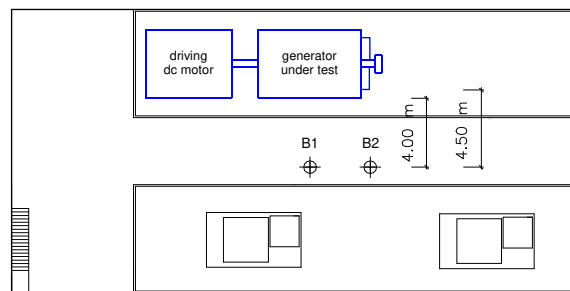 driving
dc motor
generator
under test
B1
B2
4.00 m
4.50 m